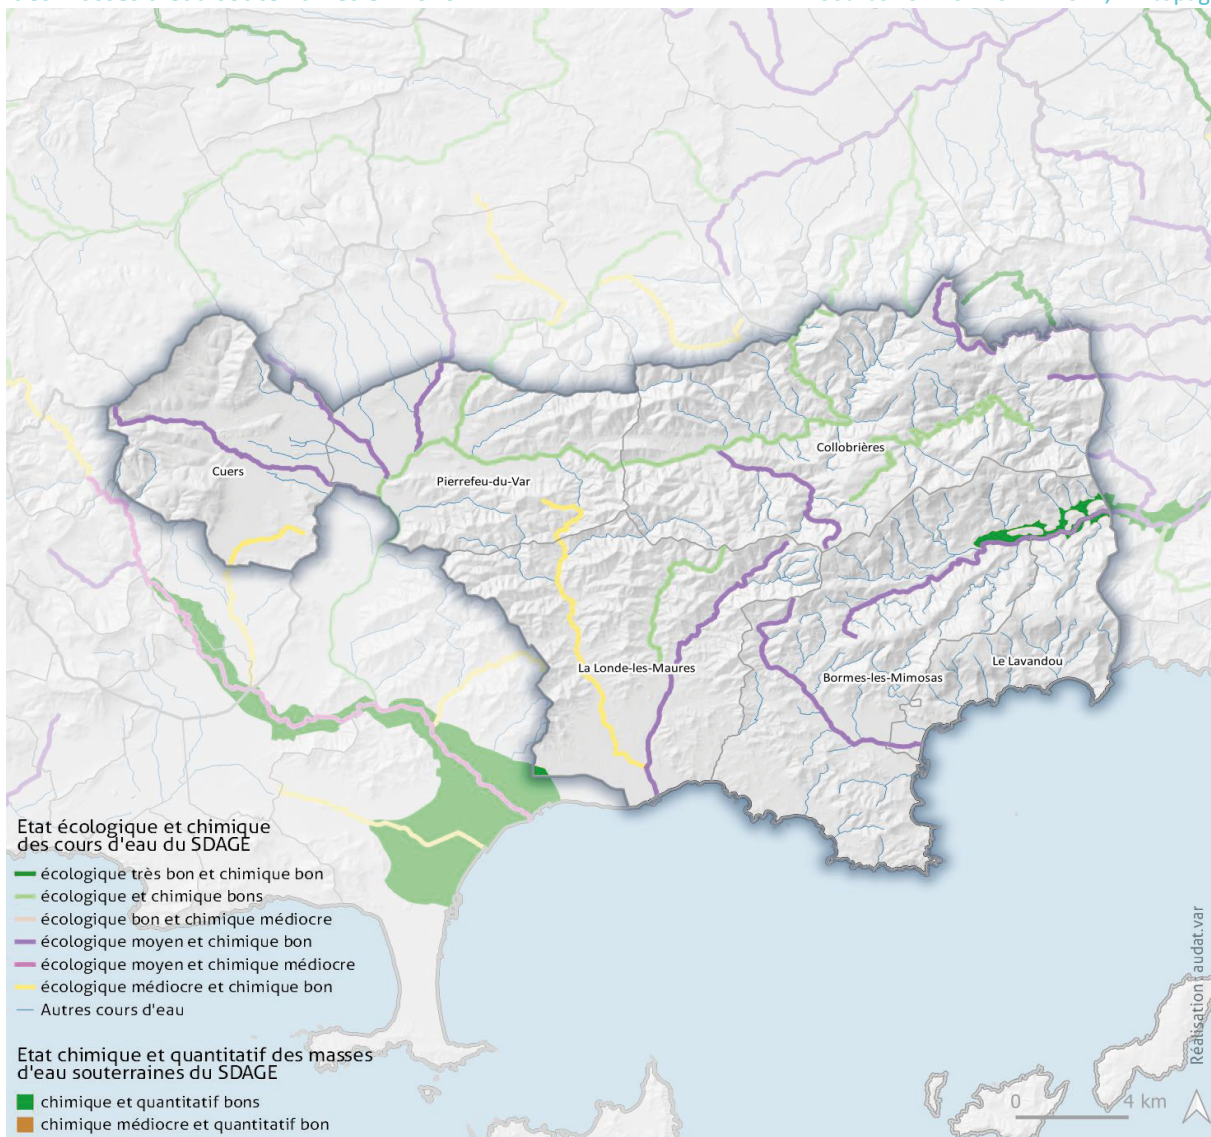 Cuers
Pierrefeu-du-Var
Collobrières
La Londe-les-Maures
Bormes-les-Mimosas
Le Lavandou
Etat écologique et chimique
des cours d'eau du SDAGE
écologique très bon et chimique bon
écologique et chimique bons
écologique bon et chimique médiocre
écologique moyen et chimique bon
écologique moyen et chimique médiocre
écologique médiocre et chimique bon
Autres cours d'eau
Etat chimique et quantitatif des masses
d'eau souterraines du SDAGE
chimique et quantitatif bons
chimique médiocre et quantitatif bon
0 4 km
Réalisation : audat.var